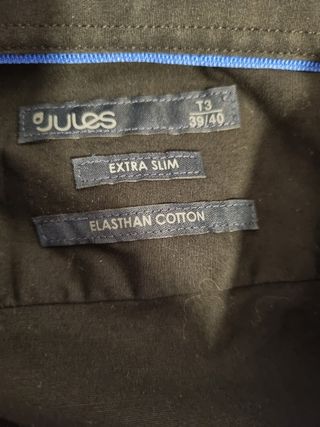 JULES
T3
39/40
EXTRA SLIM
ELASTHAN COTTON